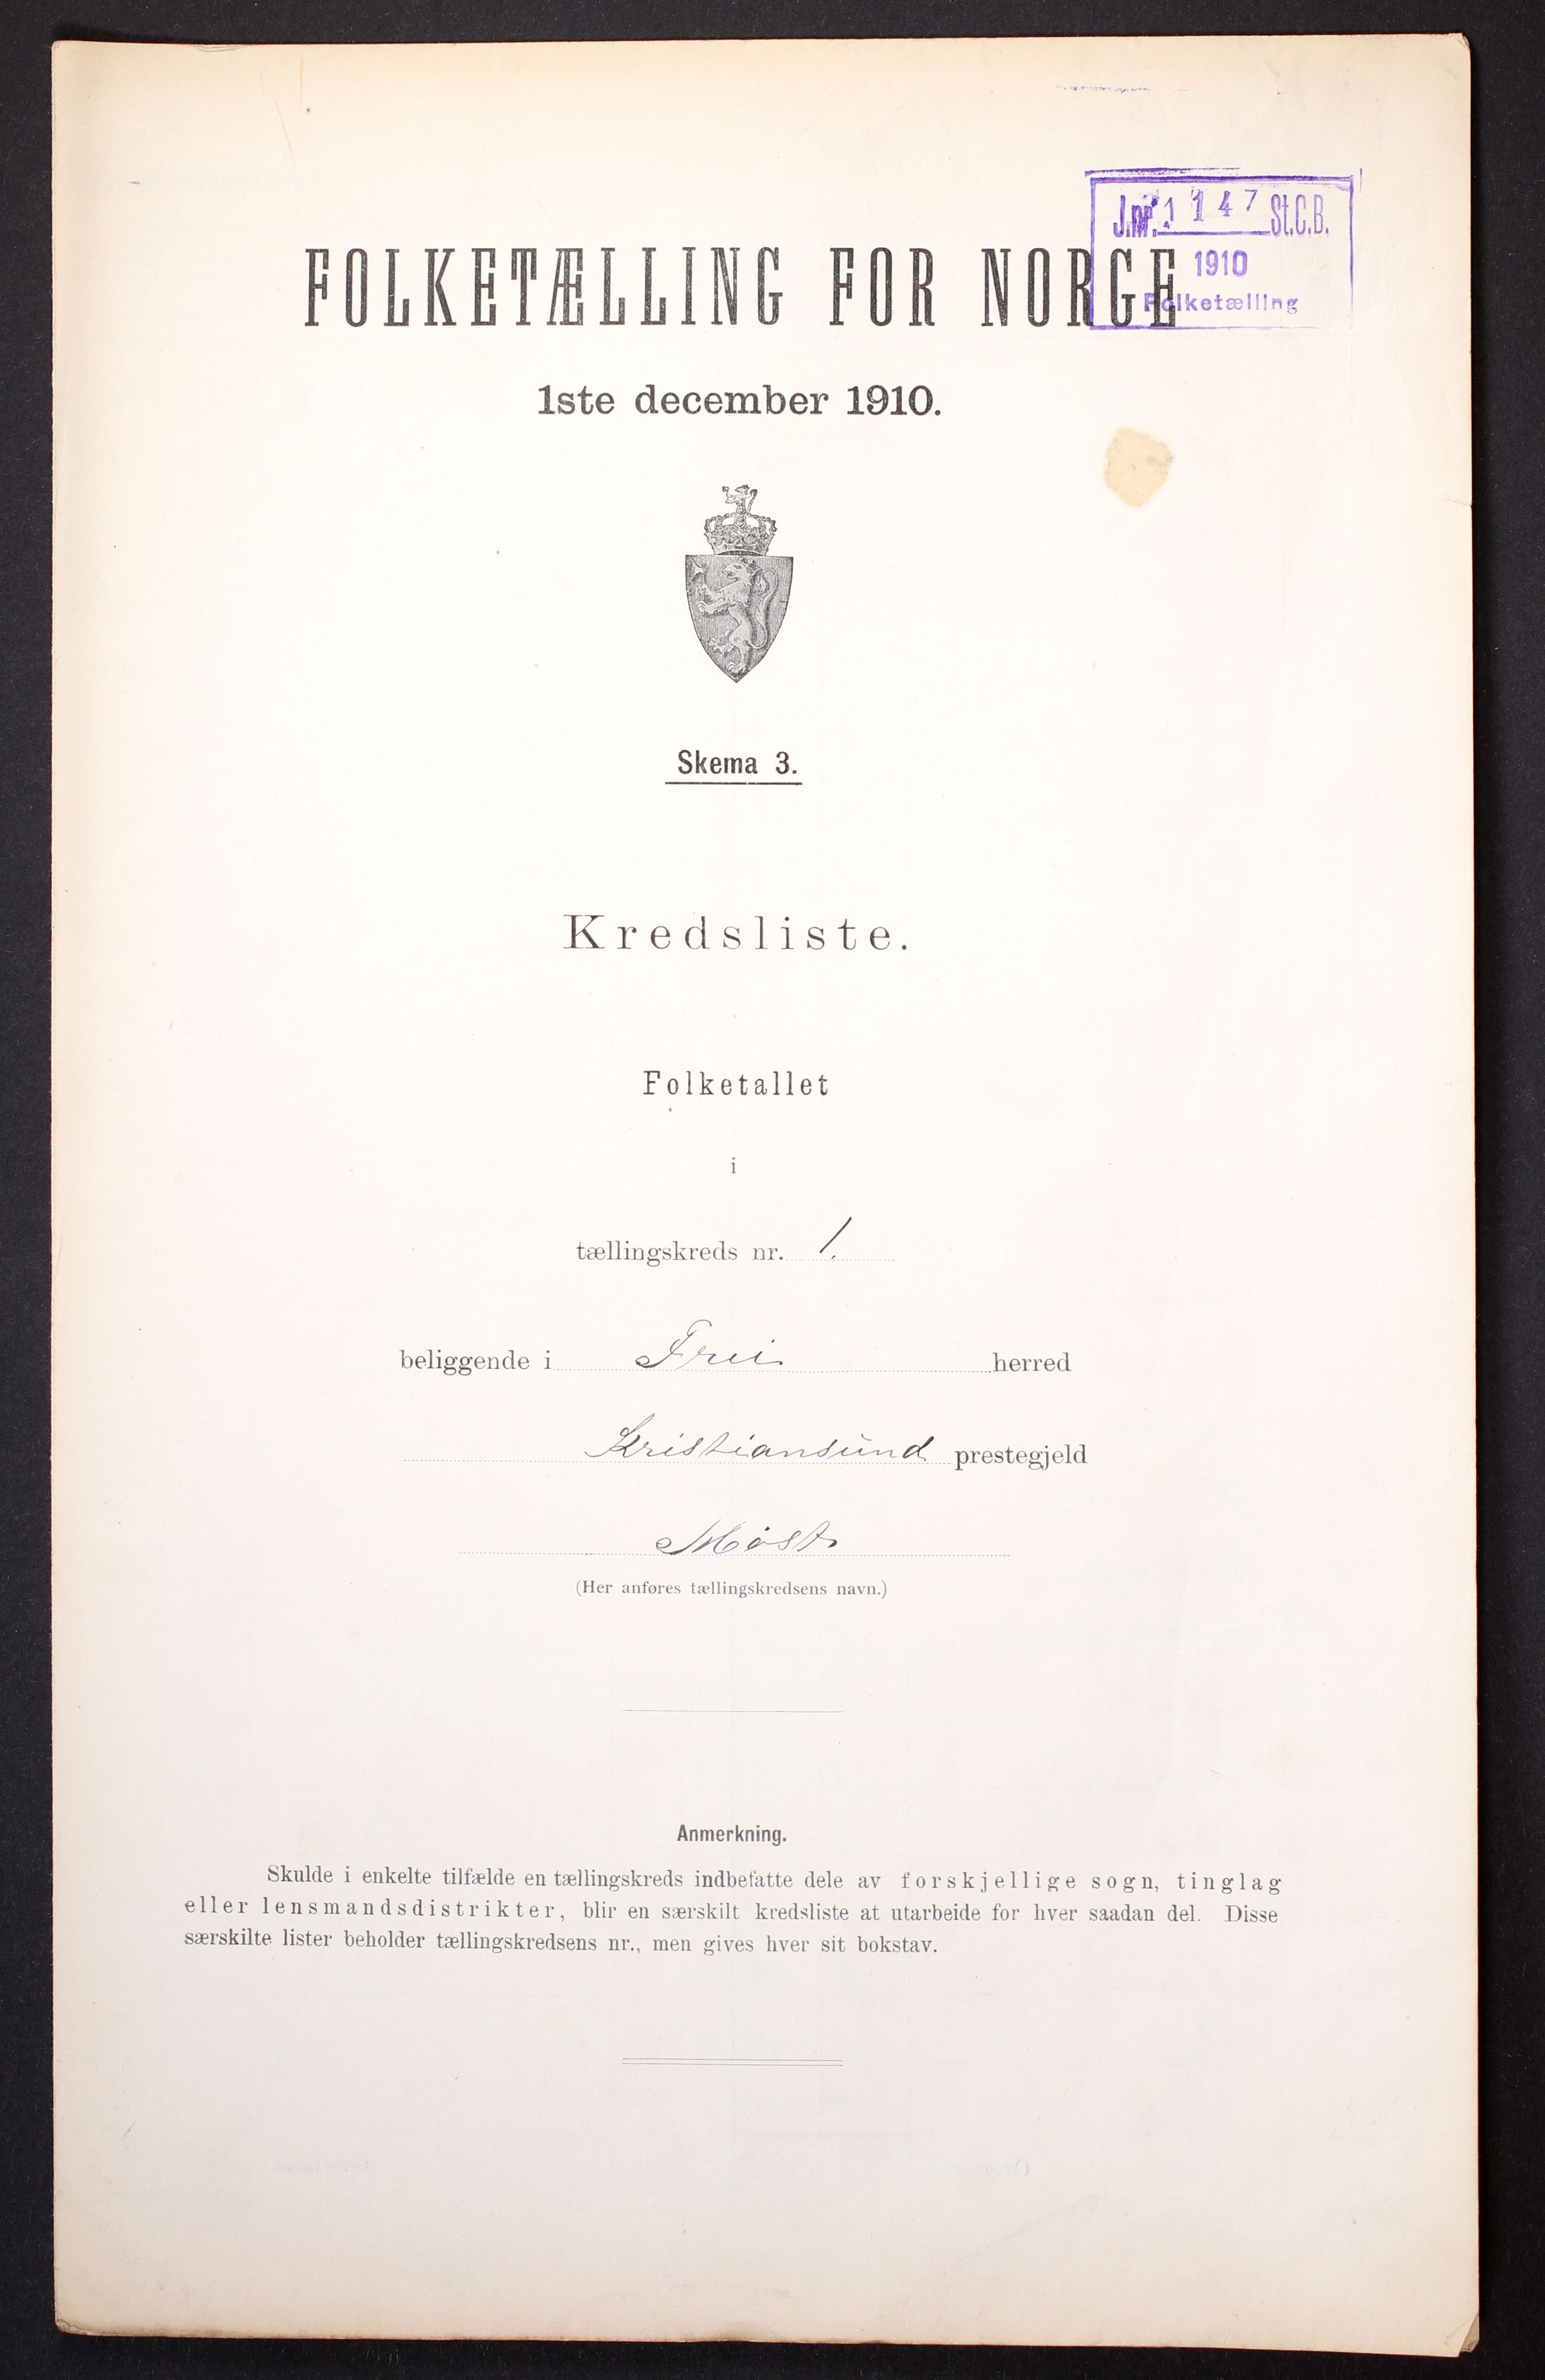 J.nr. 1147 St.C.B.
1910
Folketælling
FOLKETÆLLING FOR NORGE
1ste december 1910.
Skema 3.
Kredsliste.
Folketallet
i
tællingskreds nr. 1.
beliggende i Frei herred
Kristiansund prestegjeld
(Her anføres tællingskredsens navn.)
Anmerkning.
Skulde i enkelte tilfælde en tællingskreds indbefatte dele av forskjellige sogn, tinglag
eller lensmandsdistrikter, blir en særskilt kredsliste at utarbeide for hver saadan del. Disse
særskilte lister beholder tællingskredsens nr., men gives hver sit bokstav.